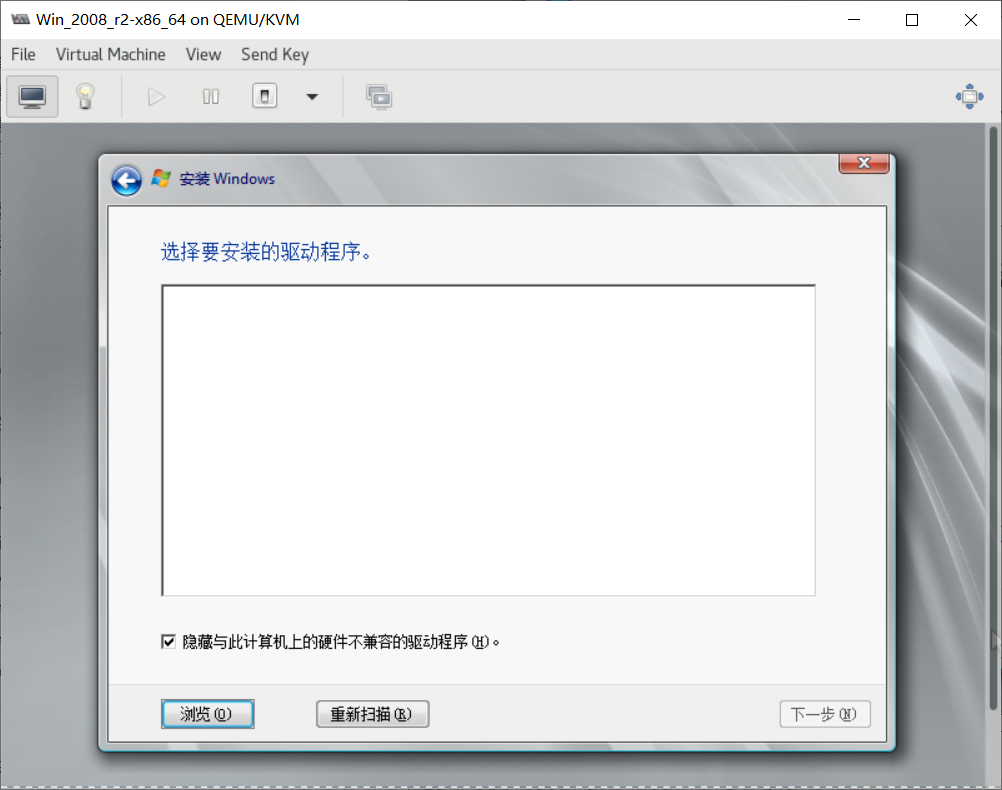 Win_2008_r2-x86_64 on QEMU/KVM
File Virtual Machine View Send Key
安装 Windows
选择要安装的驱动程序。
隐藏与此计算机上的硬件不兼容的驱动程序(H)。
浏览(O) 重新扫描(R) 下一步(N)